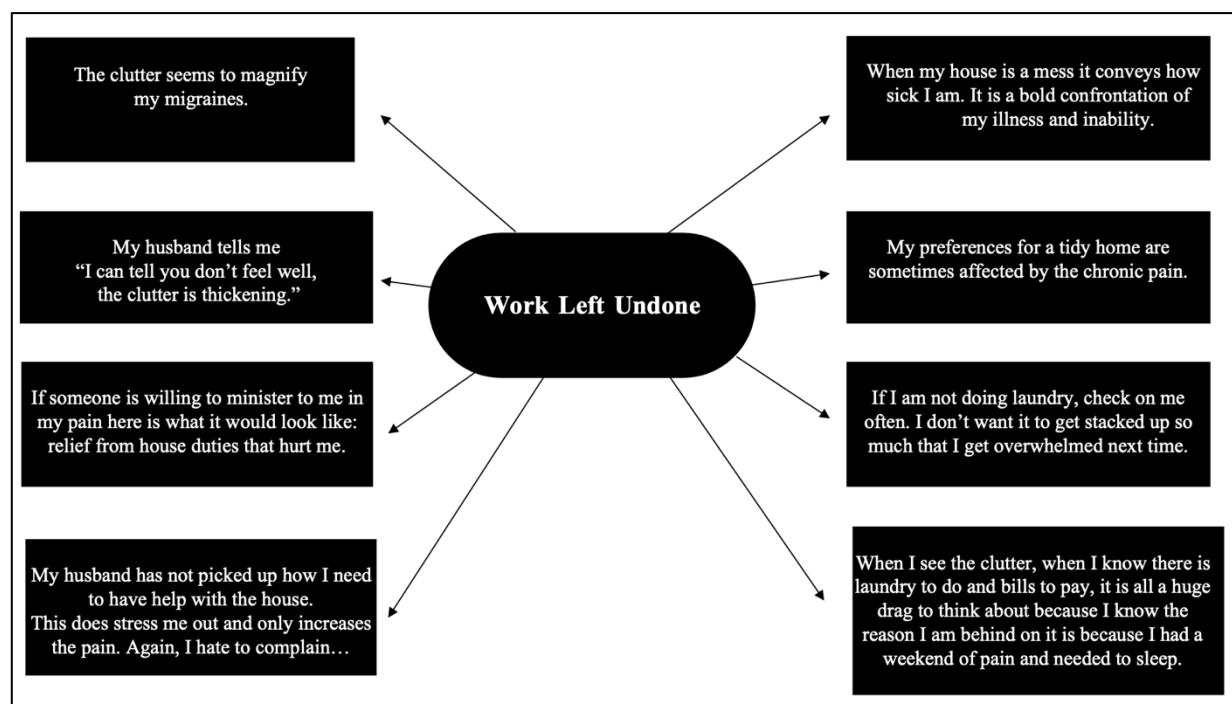 The clutter seems to magnify
my migraines.
My husband tells me
“I can tell you don’t feel well,
the clutter is thickening.”
If someone is willing to minister to me in
my pain here is what it would look like:
relief from house duties that hurt me.
My husband has not picked up how I need
to have help with the house.
This does stress me out and only increases
the pain. Again, I hate to complain…
Work Left Undone
When my house is a mess it conveys how
sick I am. It is a bold confrontation of
my illness and inability.
My preferences for a tidy home are
sometimes affected by the chronic pain.
If I am not doing laundry, check on me
often. I don’t want it to get stacked up so
much that I get overwhelmed next time.
When I see the clutter, when I know there is
laundry to do and bills to pay, it is all a huge
drag to think about because I know the
reason I am behind on it is because I had a
weekend of pain and needed to sleep.